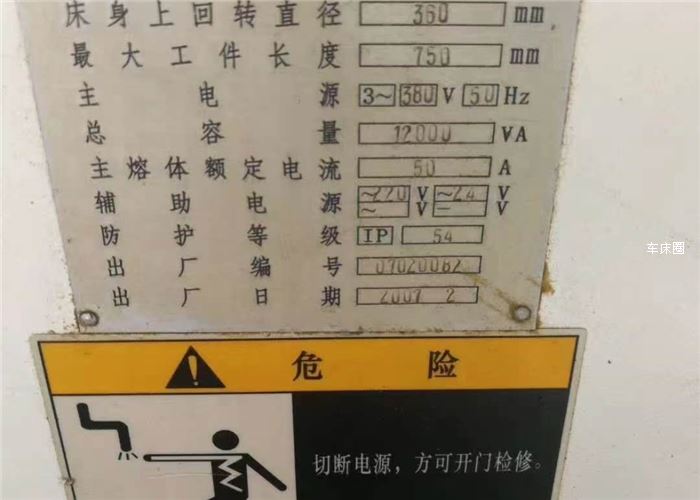 床身上回转直径 360 mm
最大工件长度 750 mm
主电源 3~ 380 V 50 Hz
总容量 12000 VA
主熔体额定电流 50 A
辅助电源 ~220 V ~24 V
~ V — V
防护等级 IP 54
出厂编号 07020082
出厂日期 2007 2
车床圈
危险
切断电源，方可开门检修。